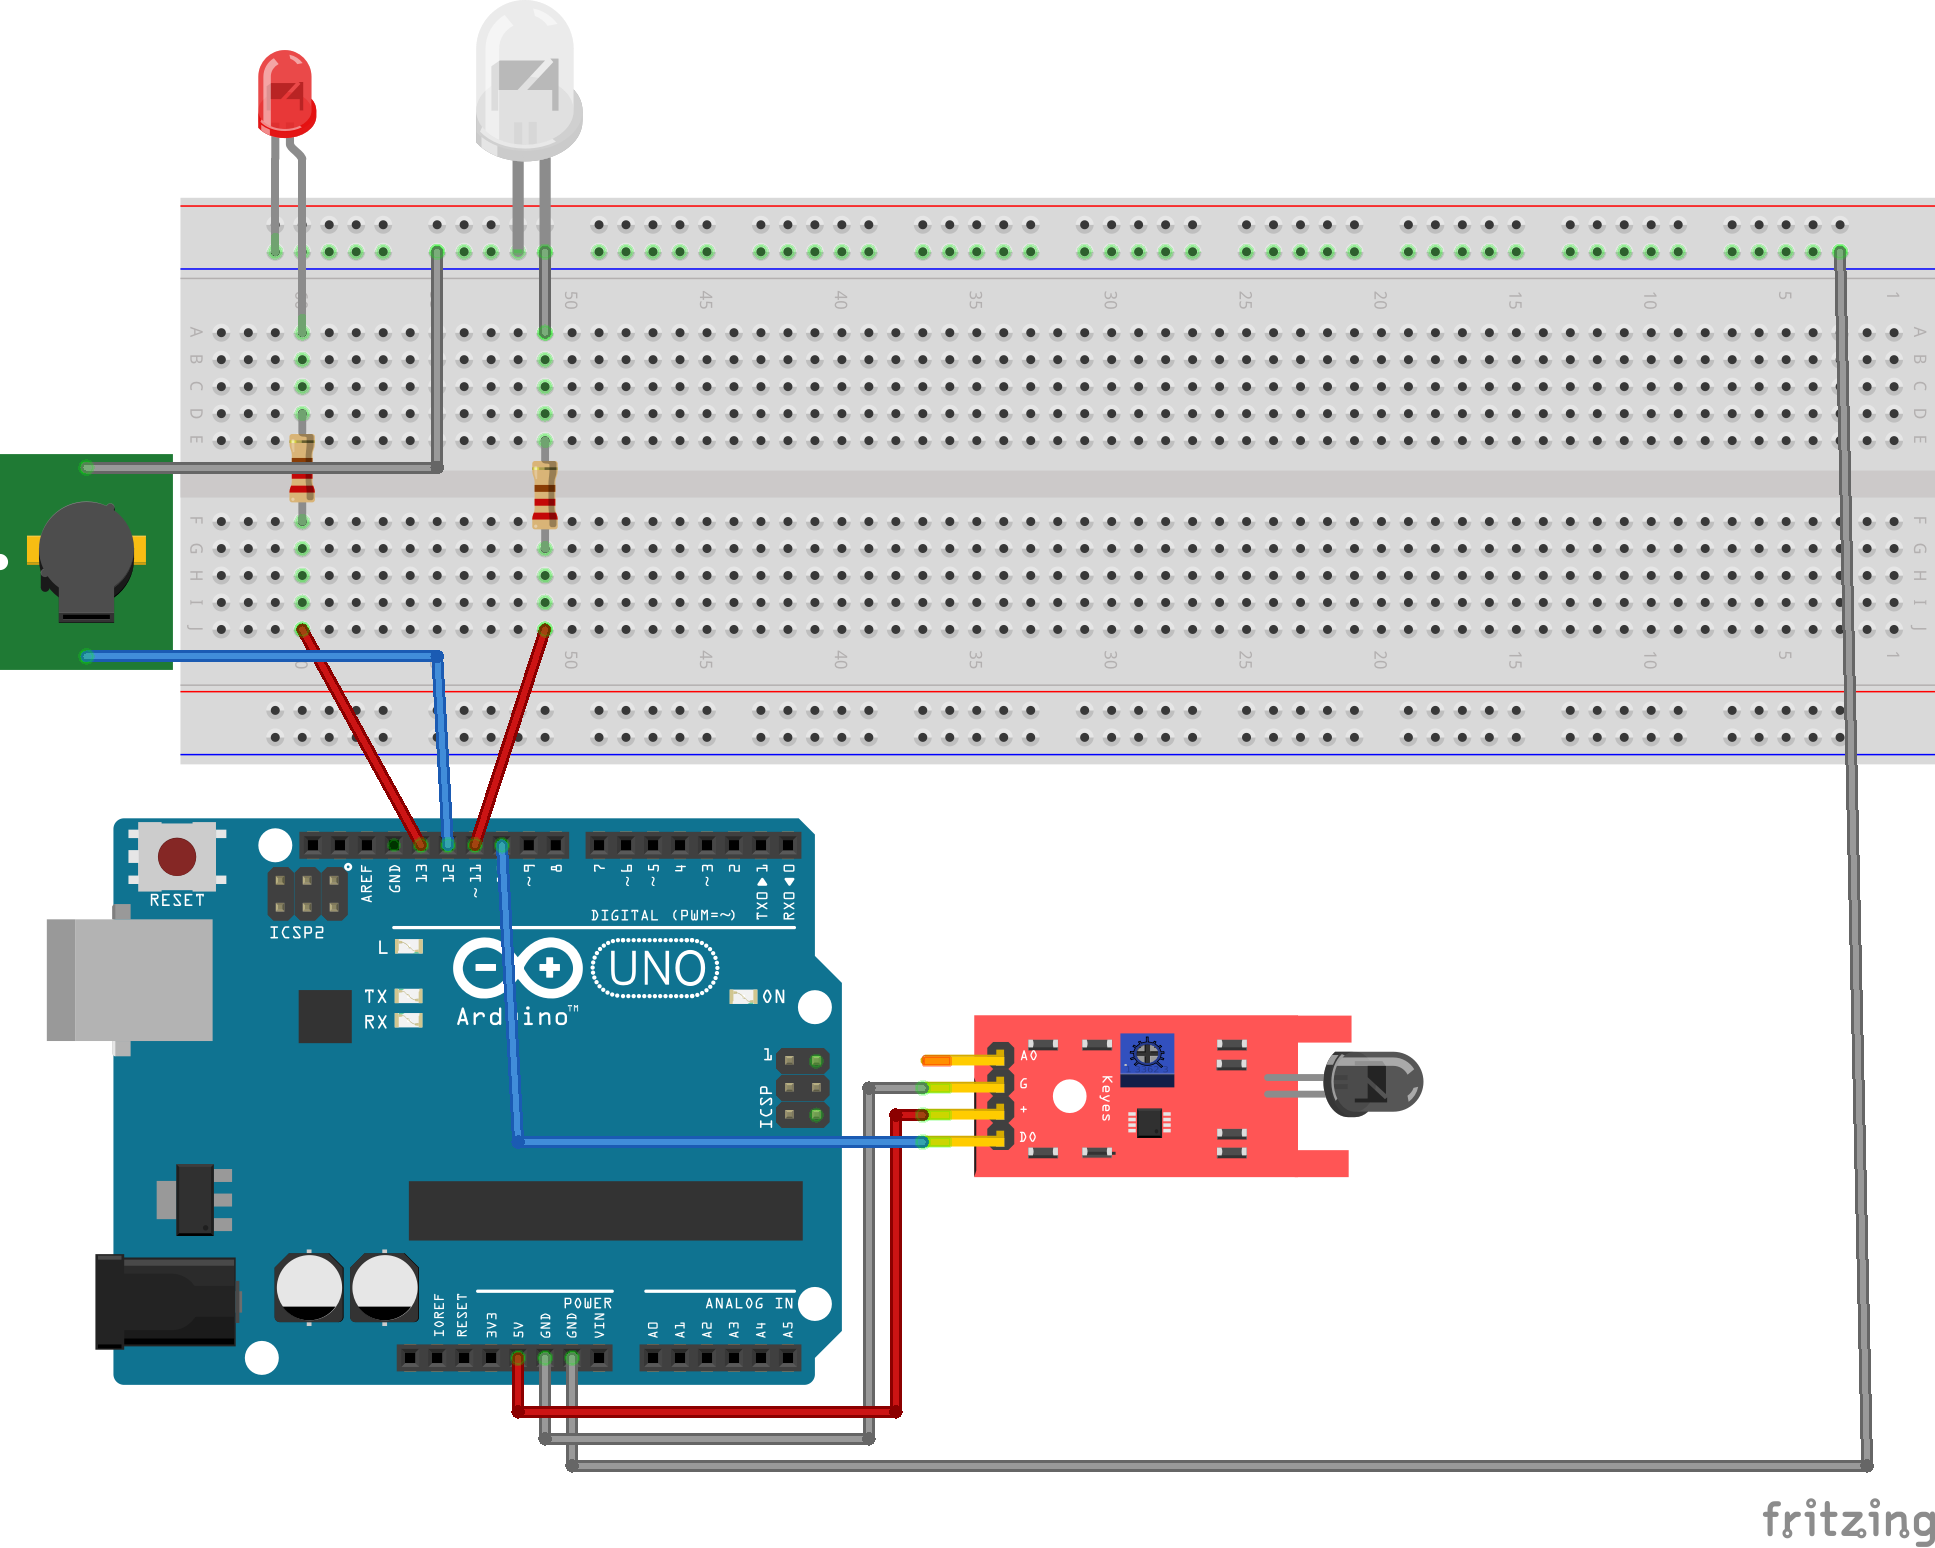 50 45 40 35 30 25 20 15 10 5 1
A A
B B
C C
D D
E E
F F
G G
H H
I I
J J
50 45 40 35 30 25 20 15 10 5 1
RESET
ICSP2
AREF GND 13 12 ~11 ~9 8 7 ~6 ~5 4 ~3 2 TX0▶1 RX0◀0
DIGITAL (PWM=~)
L
TX
RX
UNO
ON
Arduino™
1
ICSP
A0
G
+
D0
Keyes
IOREF RESET 3V3 5V GND GND VIN
POWER
A0 A1 A2 A3 A4 A5
ANALOG IN
fritzing